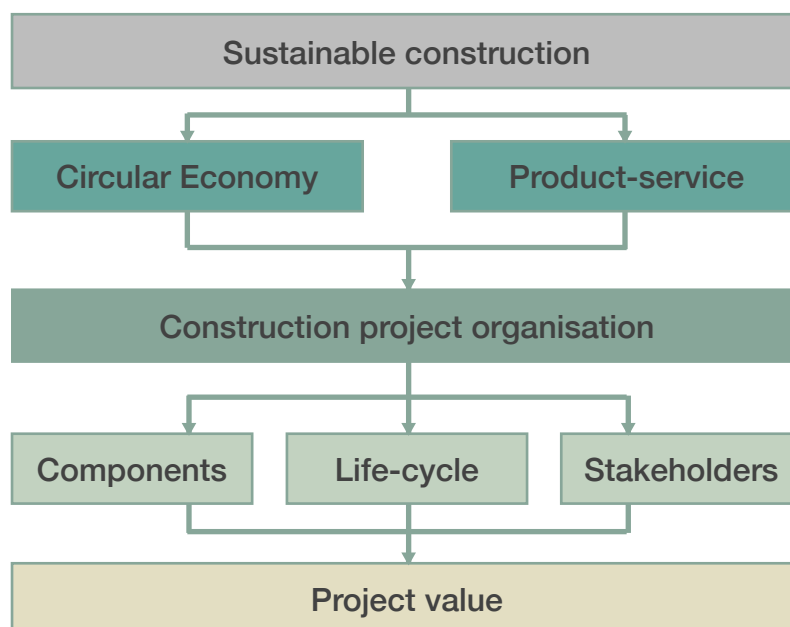 Sustainable construction
Circular Economy
Product-service
Construction project organisation
Components
Life-cycle
Stakeholders
Project value